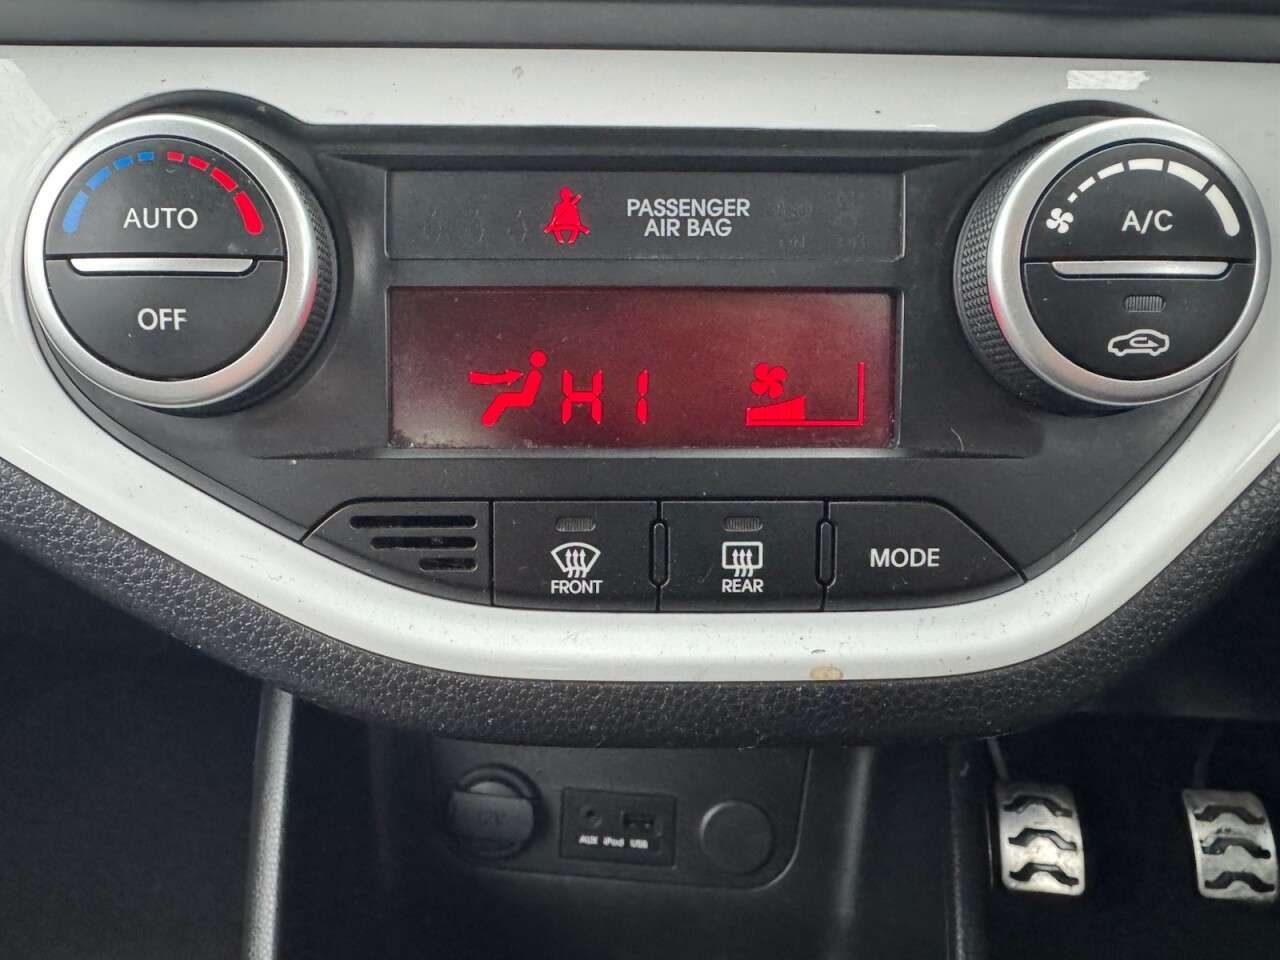 PASSENGER
AIR BAG
AUTO
OFF
A/C
HI
FRONT
REAR
MODE
AUX iPod USB